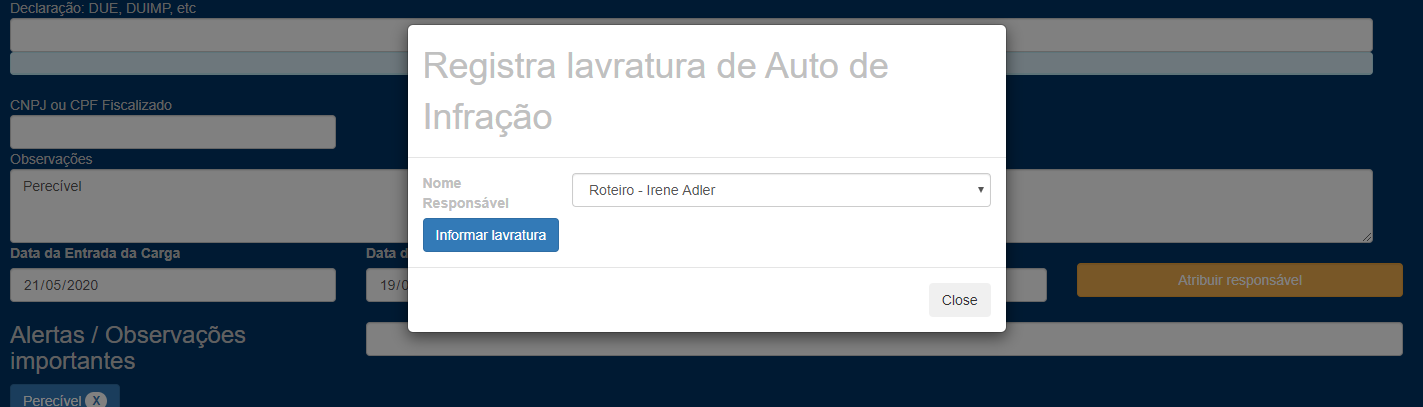 Declaração: DUE, DUIMP, etc
Registra lavratura de Auto de
Infração
CNPJ ou CPF Fiscalizado
Observações
Perecível
Nome
Responsável
Roteiro - Irene Adler
Informar lavratura
Data da Entrada da Carga
Data d
21/05/2020
19/0
Atribuir responsável
Close
Alertas / Observações
importantes
Perecível X